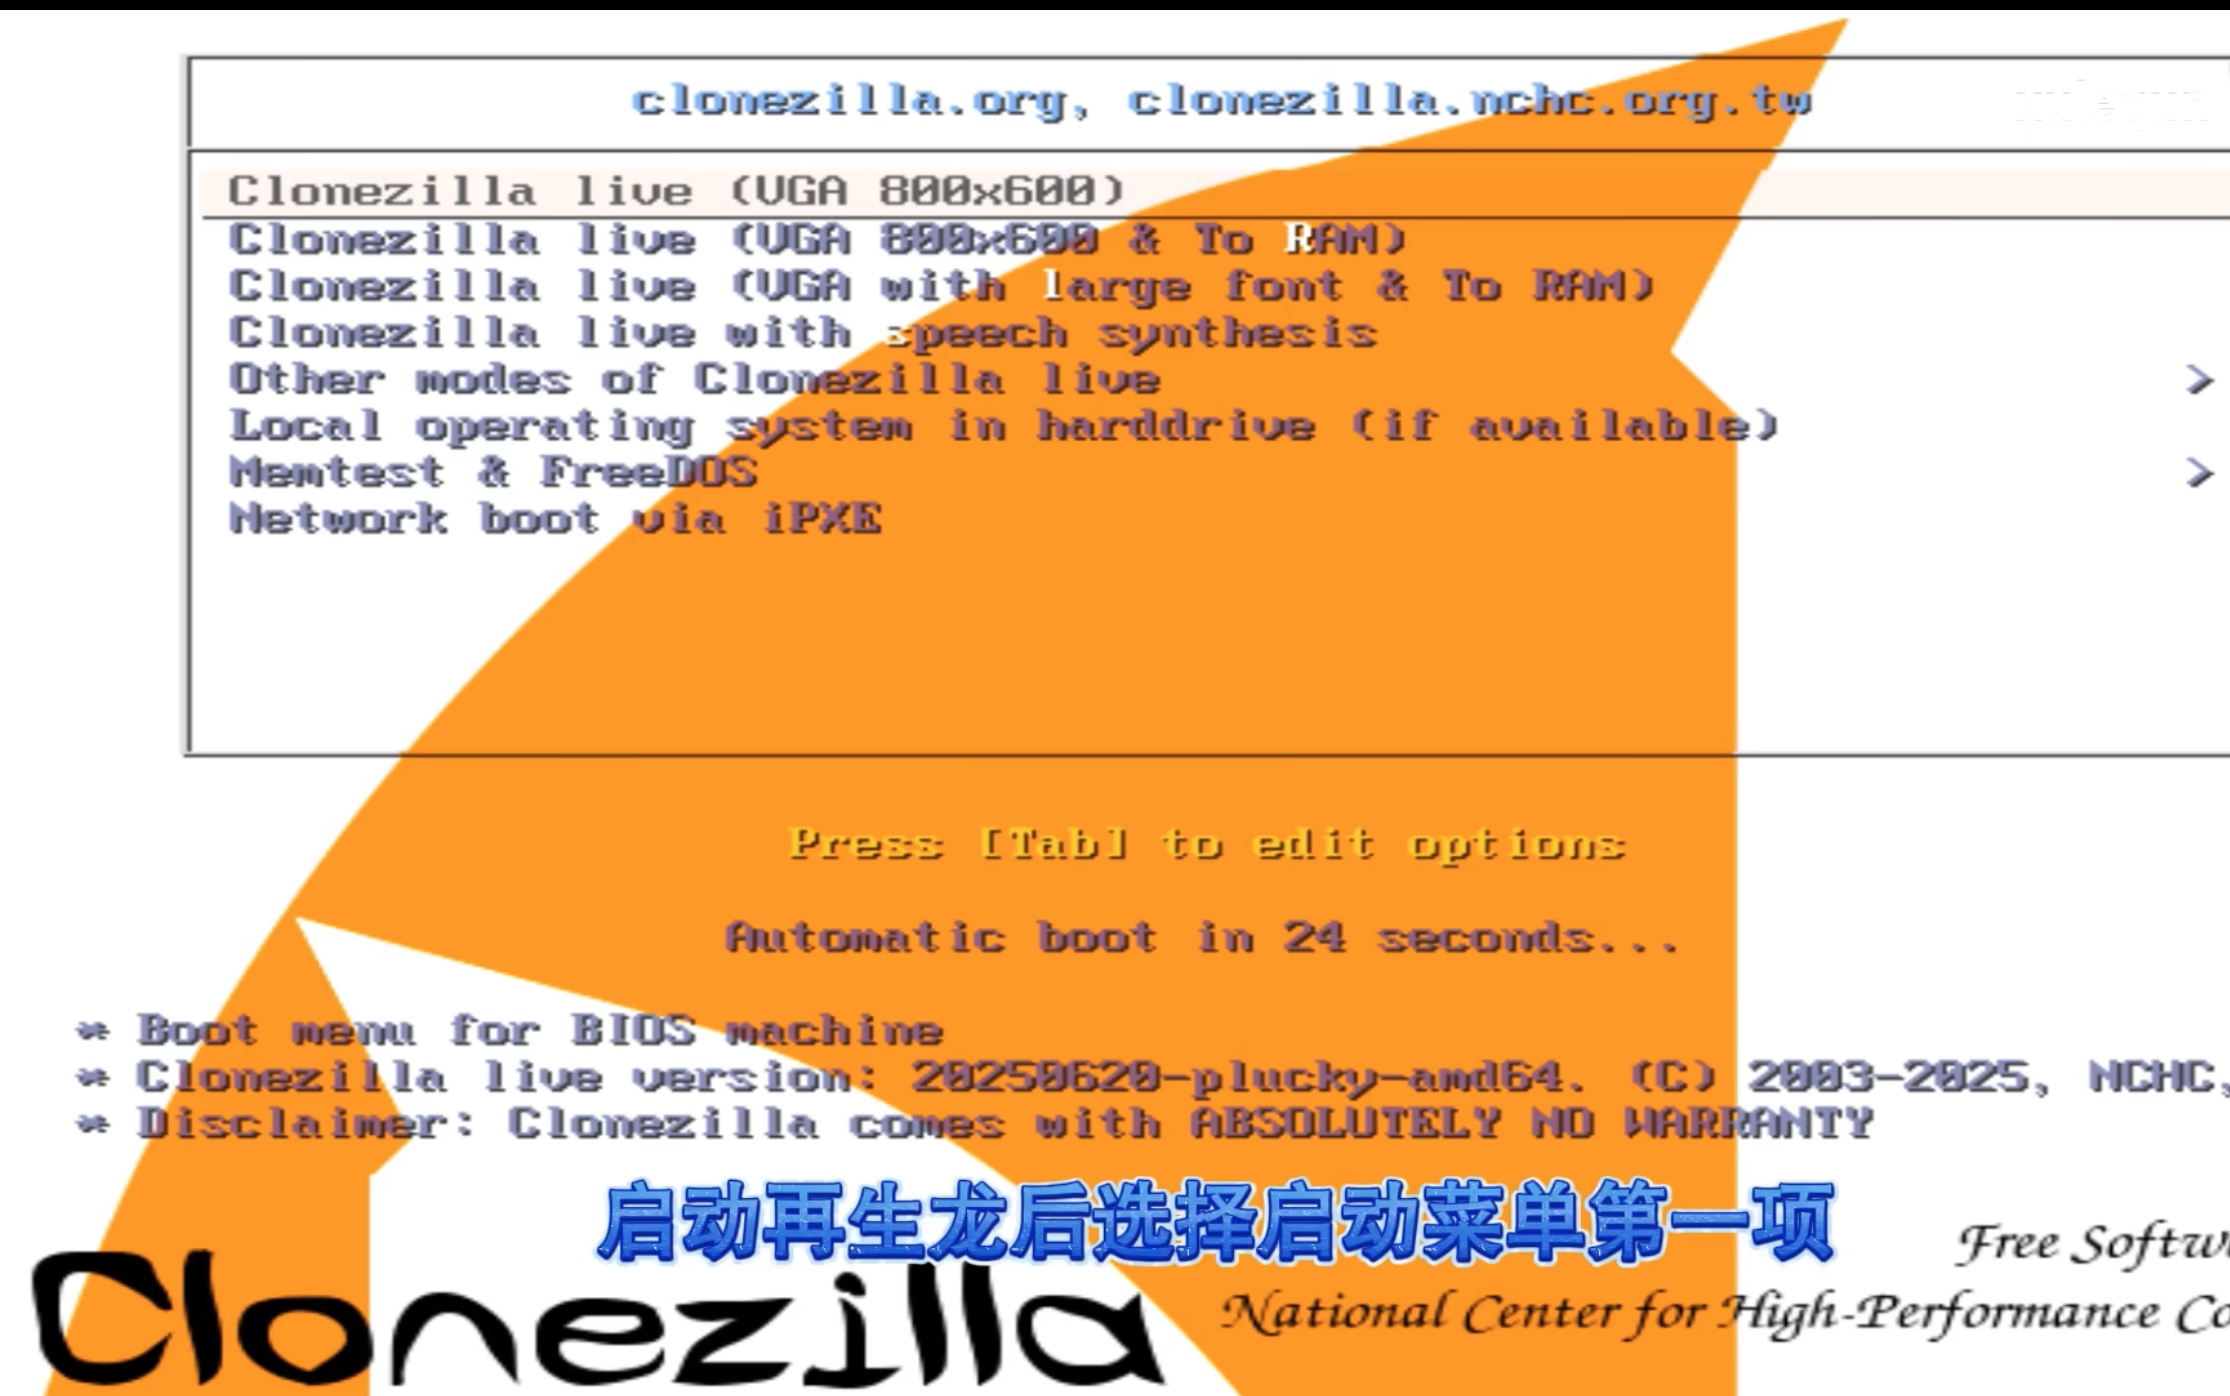 clonezilla.org, clonezilla.nchc.org.tw
Clonezilla live (VGA 800x600)
Clonezilla live (VGA 800x600 & To RAM)
Clonezilla live (VGA with large font & To RAM)
Clonezilla live with speech synthesis
Other modes of Clonezilla live >
Local operating system in harddrive (if available)
Memtest & FreeDOS >
Network boot via iPXE
Press [Tab] to edit options
Automatic boot in 24 seconds...
* Boot menu for BIOS machine
* Clonezilla live version: 20250620-plucky-amd64. (C) 2003-2025, NCHC,
* Disclaimer: Clonezilla comes with ABSOLUTELY NO WARRANTY
启动再生龙后选择启动菜单第一项
Free Softw
Clonezilla
National Center for High-Performance Co